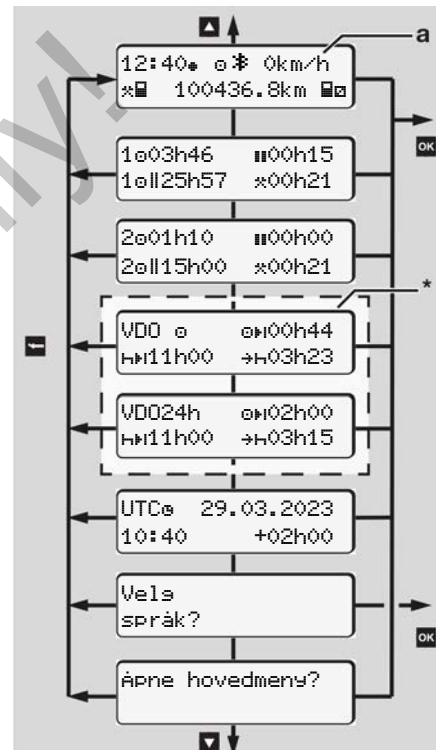 a
12:40 0km/h
100436.8km
OK
1 03h46 00h15
1 25h57 00h21
2 01h10 00h00
2 15h00 00h21
*
VDO 00h44
11h00 03h23
VDO24h 02h00
11h00 03h15
UTC 29.03.2023
10:40 +02h00
Velg
språk?
OK
Åpne hovedmeny?
ny!